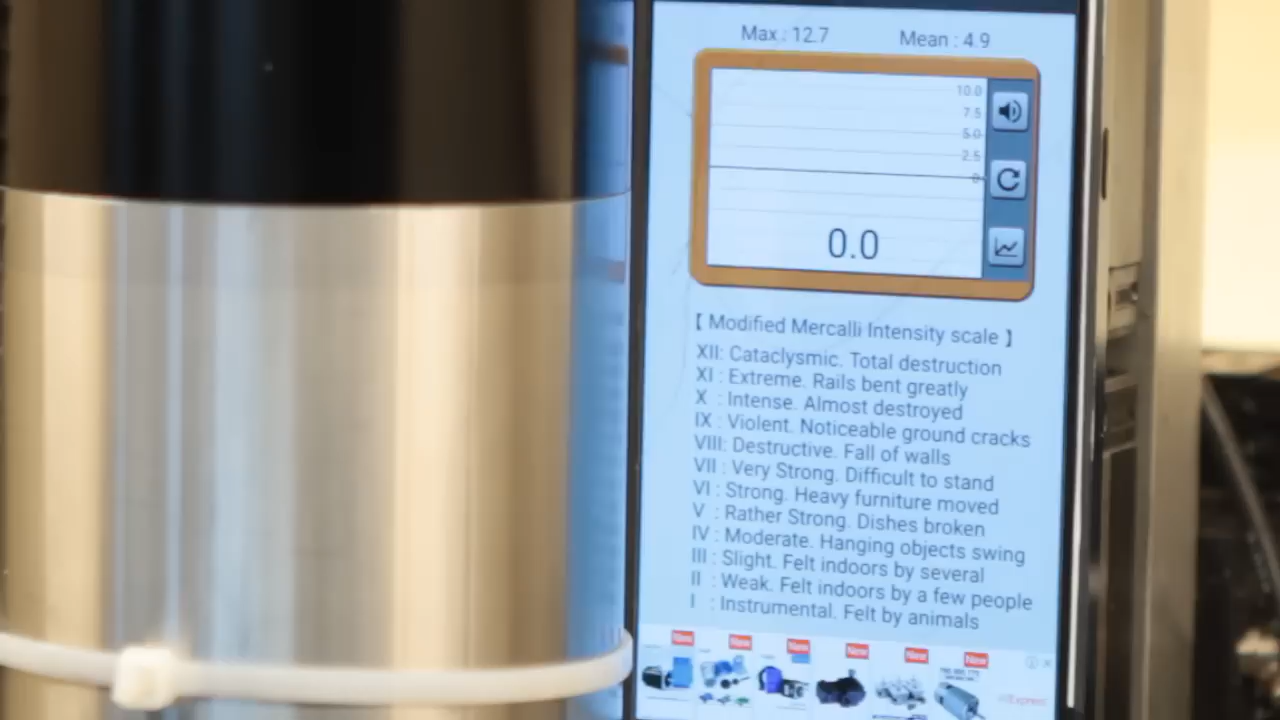 Max : 12.7 Mean : 4.9
10.0
7.5
5.0
2.5
0
0.0
【 Modified Mercalli Intensity scale 】
XII: Cataclysmic. Total destruction
XI : Extreme. Rails bent greatly
X : Intense. Almost destroyed
IX : Violent. Noticeable ground cracks
VIII: Destructive. Fall of walls
VII : Very Strong. Difficult to stand
VI : Strong. Heavy furniture moved
V : Rather Strong. Dishes broken
IV : Moderate. Hanging objects swing
III : Slight. Felt indoors by several
II : Weak. Felt indoors by a few people
I : Instrumental. Felt by animals
New New New New New New